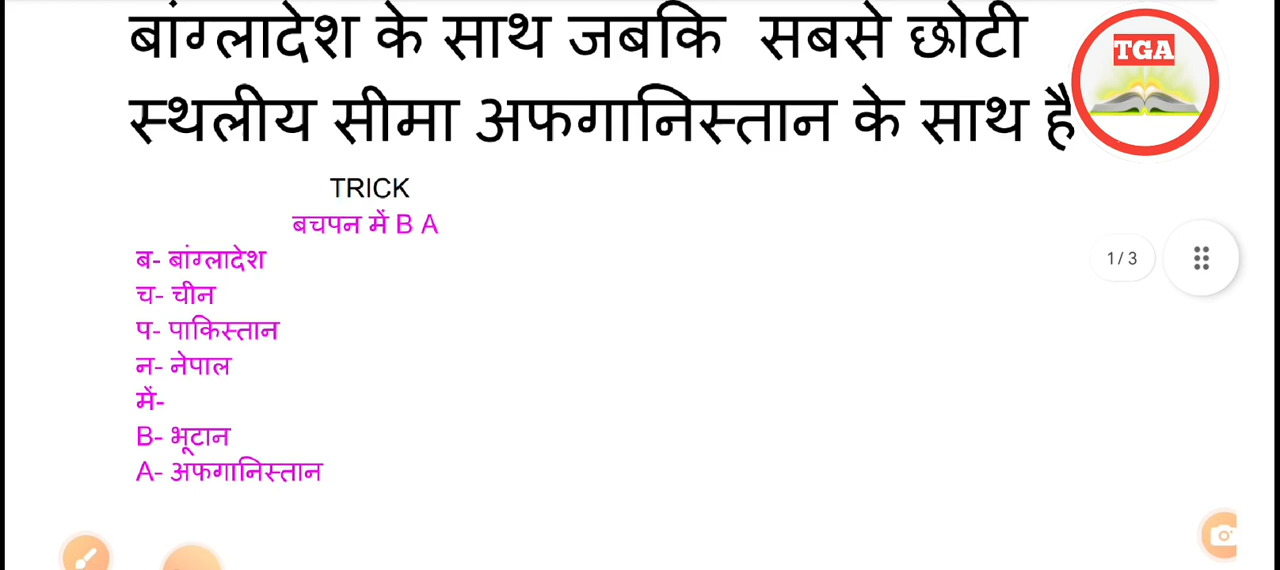 बांग्लादेश के साथ जबकि सबसे छोटी
स्थलीय सीमा अफगानिस्तान के साथ है
TGA
TRICK
बचपन में B A
ब- बांग्लादेश
च- चीन
प- पाकिस्तान
न- नेपाल
में-
B- भूटान
A- अफगानिस्तान
1 / 3